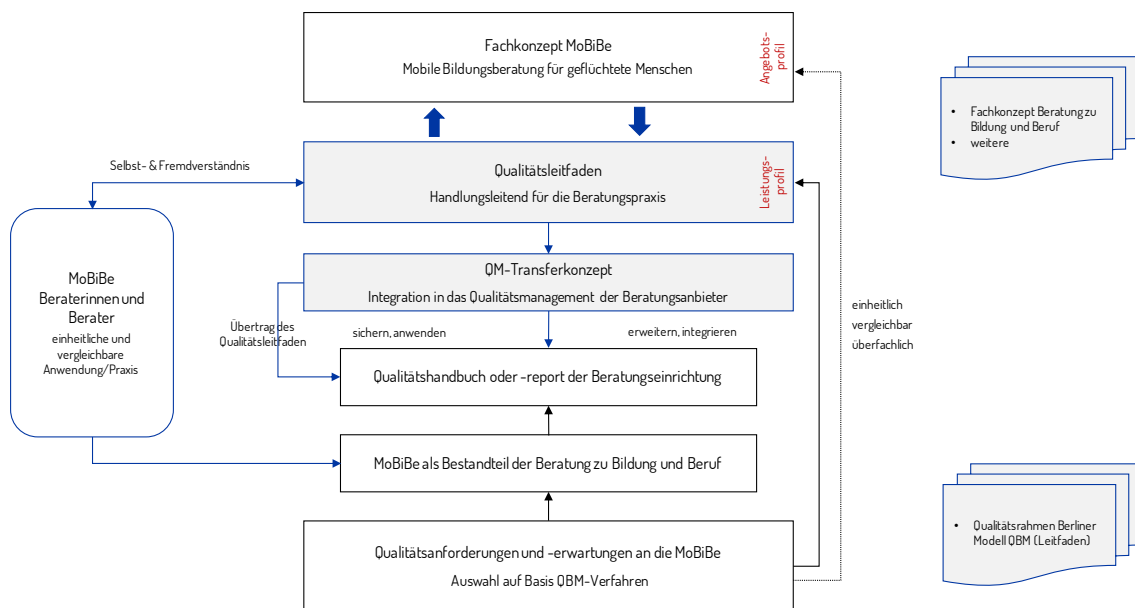 Fachkonzept MoBiBe
Mobile Bildungsberatung für geflüchtete Menschen
Angebots-
profil
• Fachkonzept Beratung zu
Bildung und Beruf
• weitere
Selbst- & Fremdverständnis
Qualitätsleitfaden
Handlungsleitend für die Beratungspraxis
Leistungs-
profil
MoBiBe
Beraterinnen und
Berater
einheitliche und
vergleichbare
Anwendung/Praxis
QM-Transferkonzept
Integration in das Qualitätsmanagement der Beratungsanbieter
Übertrag des
Qualitätsleitfaden
sichern, anwenden
erweitern, integrieren
einheitlich
vergleichbar
überfachlich
Qualitätshandbuch oder –report der Beratungseinrichtung
MoBiBe als Bestandteil der Beratung zu Bildung und Beruf
Qualitätsanforderungen und -erwartungen an die MoBiBe
Auswahl auf Basis QBM-Verfahren
• Qualitätsrahmen Berliner
Modell QBM (Leitfaden)